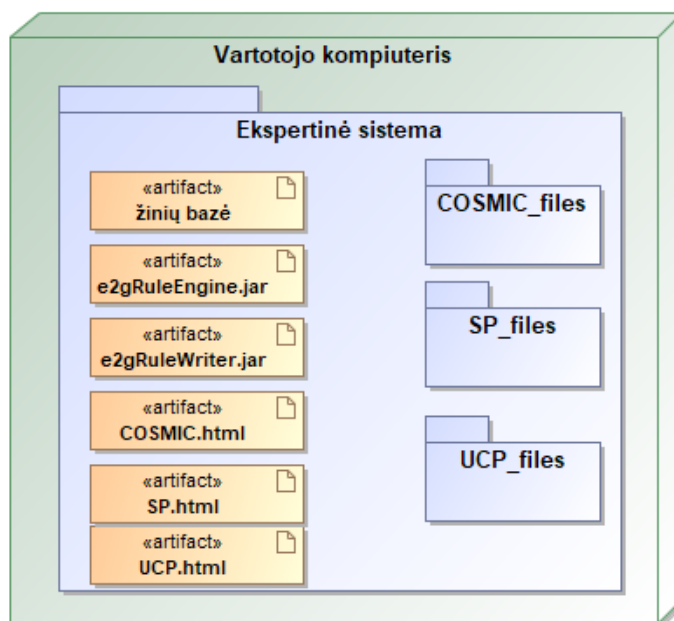 Vartotojo kompiuteris
Ekspertinė sistema
«artifact»
žinių bazė
«artifact»
e2gRuleEngine.jar
«artifact»
e2gRuleWriter.jar
«artifact»
COSMIC.html
«artifact»
SP.html
«artifact»
UCP.html
COSMIC_files
SP_files
UCP_files